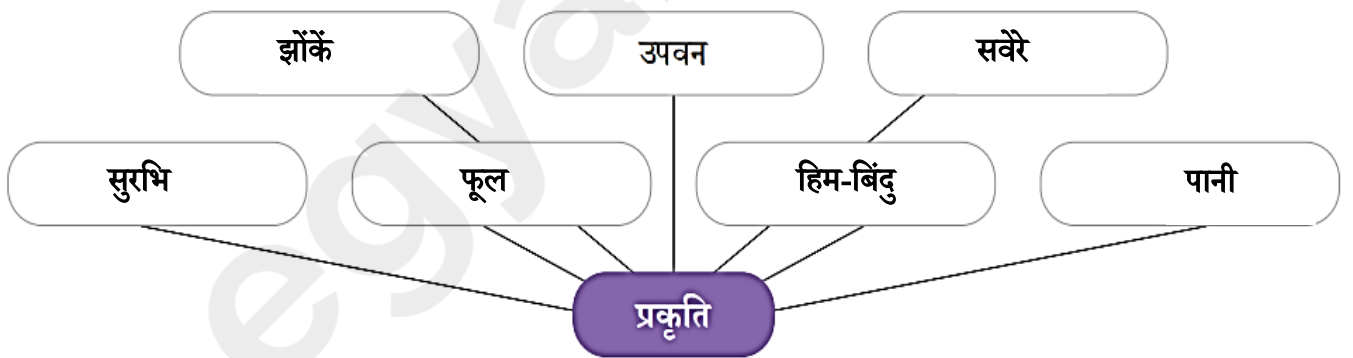 झोंकें उपवन सवेरे
सुरभि फूल हिम-बिंदु पानी
प्रकृति